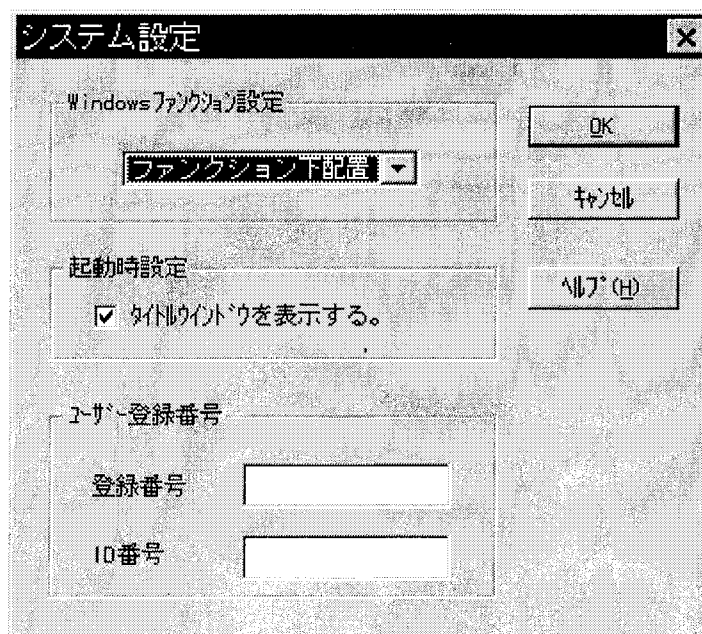 システム設定
Windowsﾌｧﾝｸｼｮﾝ設定
ファンクション下配置
OK
ｷｬﾝｾﾙ
ﾍﾙﾌﾟ(H)
起動時設定
ﾀｲﾄﾙｳｲﾝﾄﾞｳを表示する。
ﾕｰｻﾞｰ登録番号
登録番号
ID番号